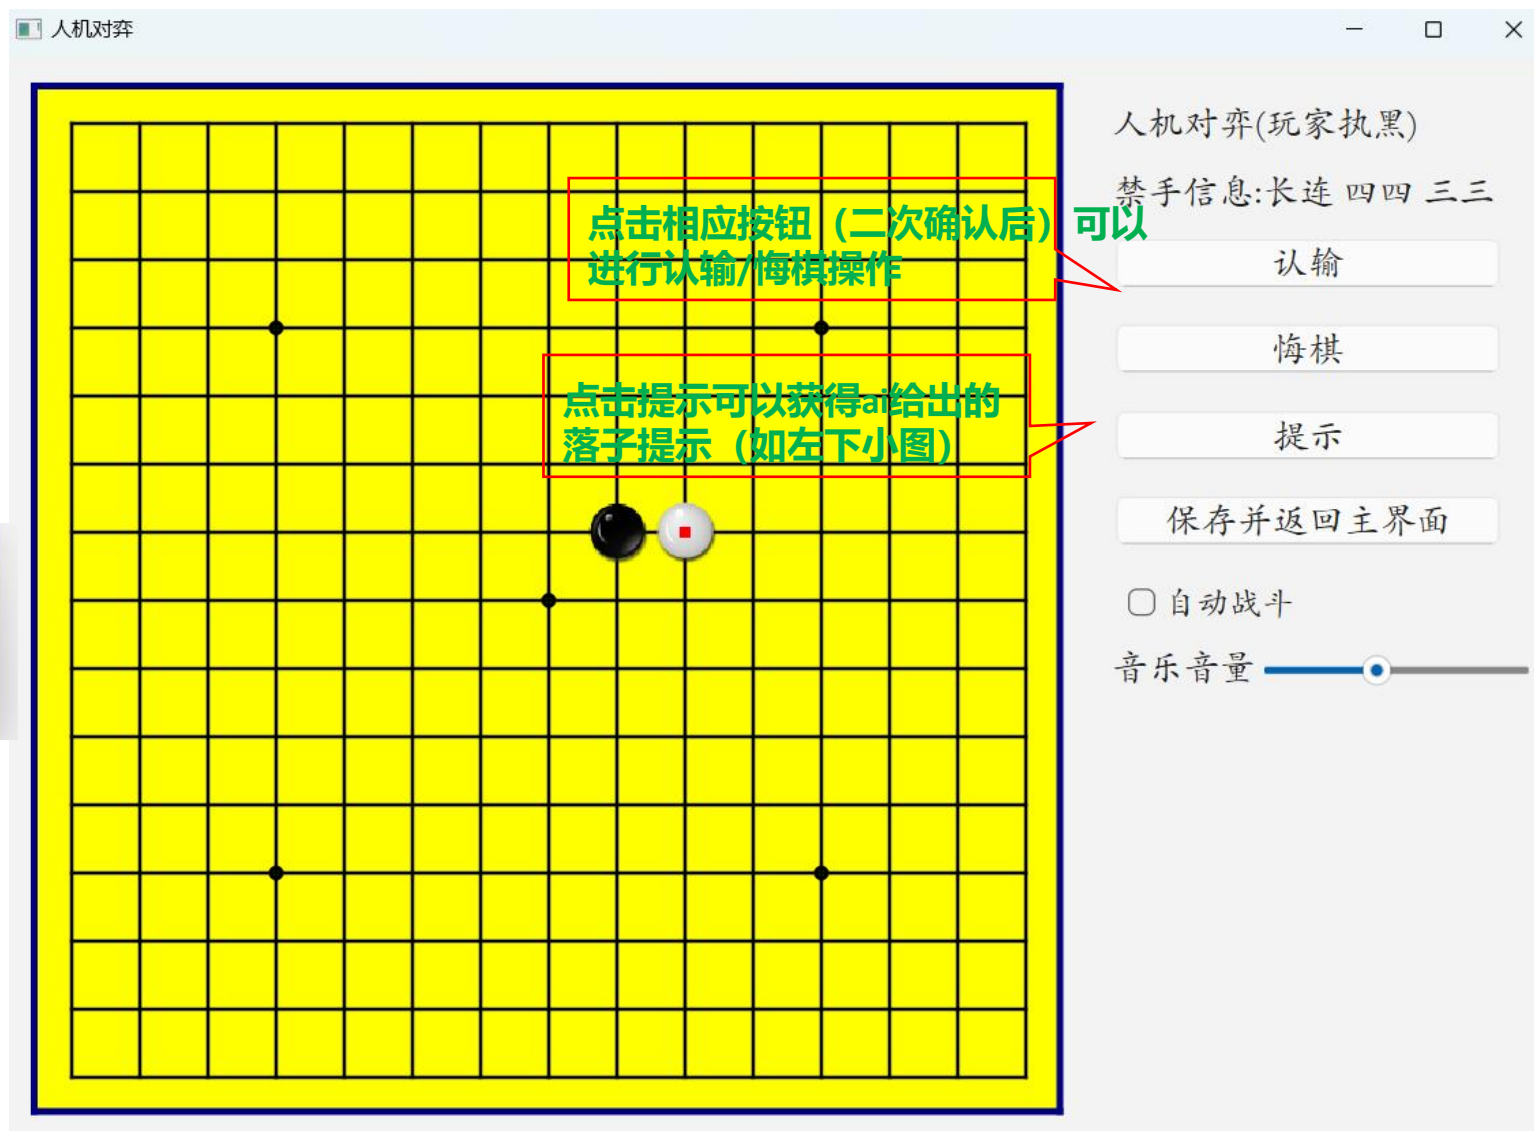 人机对弈
人机对弈(玩家执黑)
禁手信息:长连 四四 三三
点击相应按钮（二次确认后）可以
进行认输/悔棋操作
认输
悔棋
点击提示可以获得ai给出的
落子提示（如左下小图）
提示
保存并返回主界面
自动战斗
音乐音量